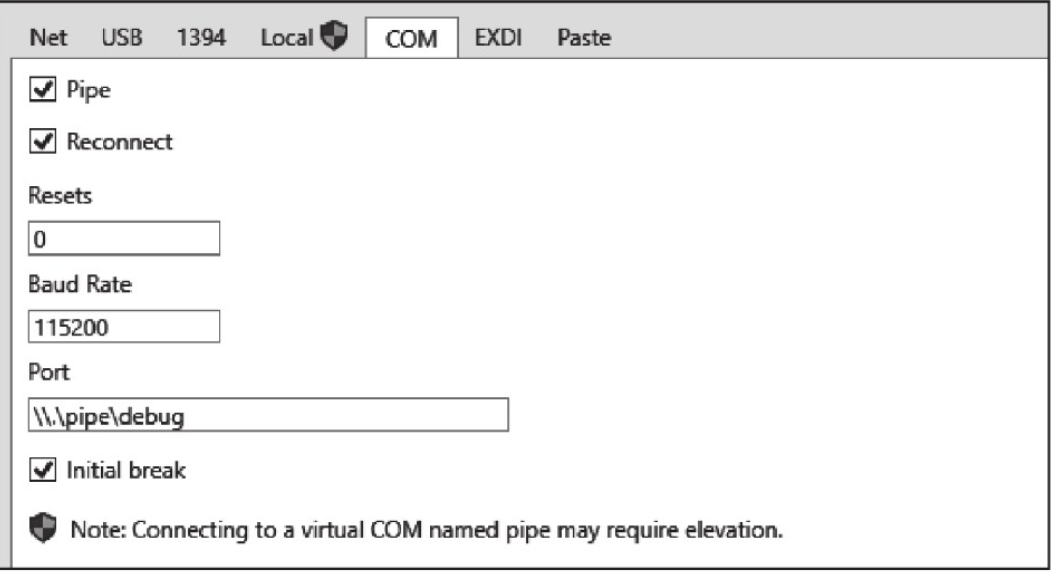 Net USB 1394 Local COM EXDI Paste
Pipe
Reconnect
Resets
0
Baud Rate
115200
Port
\\.\pipe\debug
Initial break
Note: Connecting to a virtual COM named pipe may require elevation.